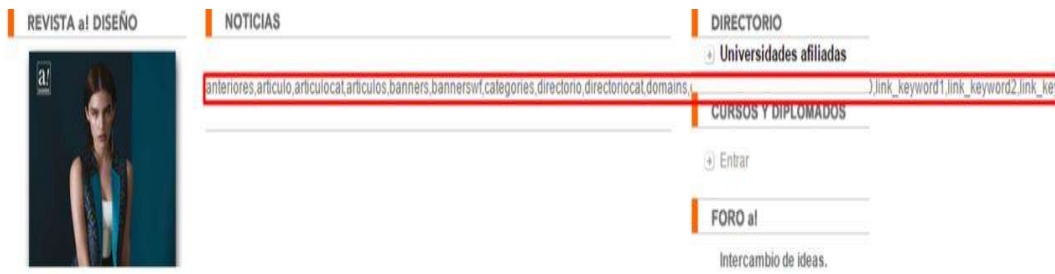 REVISTA a! DISEÑO
a!
NOTICIAS
anteriores,articulo,articulocat,articulos,banners,bannerswf,categories,directorio,directoriocat,domains,
),link_keyword1,link_keyword2,link_key
DIRECTORIO
Universidades afiliadas
CURSOS Y DIPLOMADOS
Entrar
FORO a!
Intercambio de ideas.